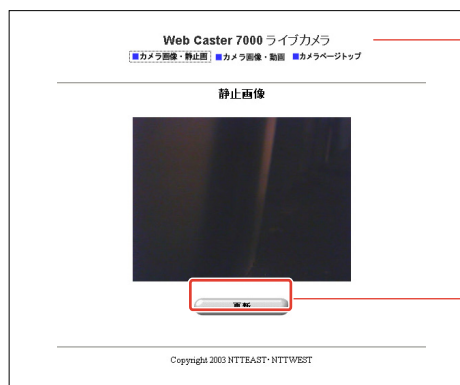 Web Caster 7000 ライブカメラ
■カメラ画像・静止画 ■カメラ画像・動画 ■カメラページトップ
静止画像
更新
Copyright 2003 NTTEAST・NTTWEST